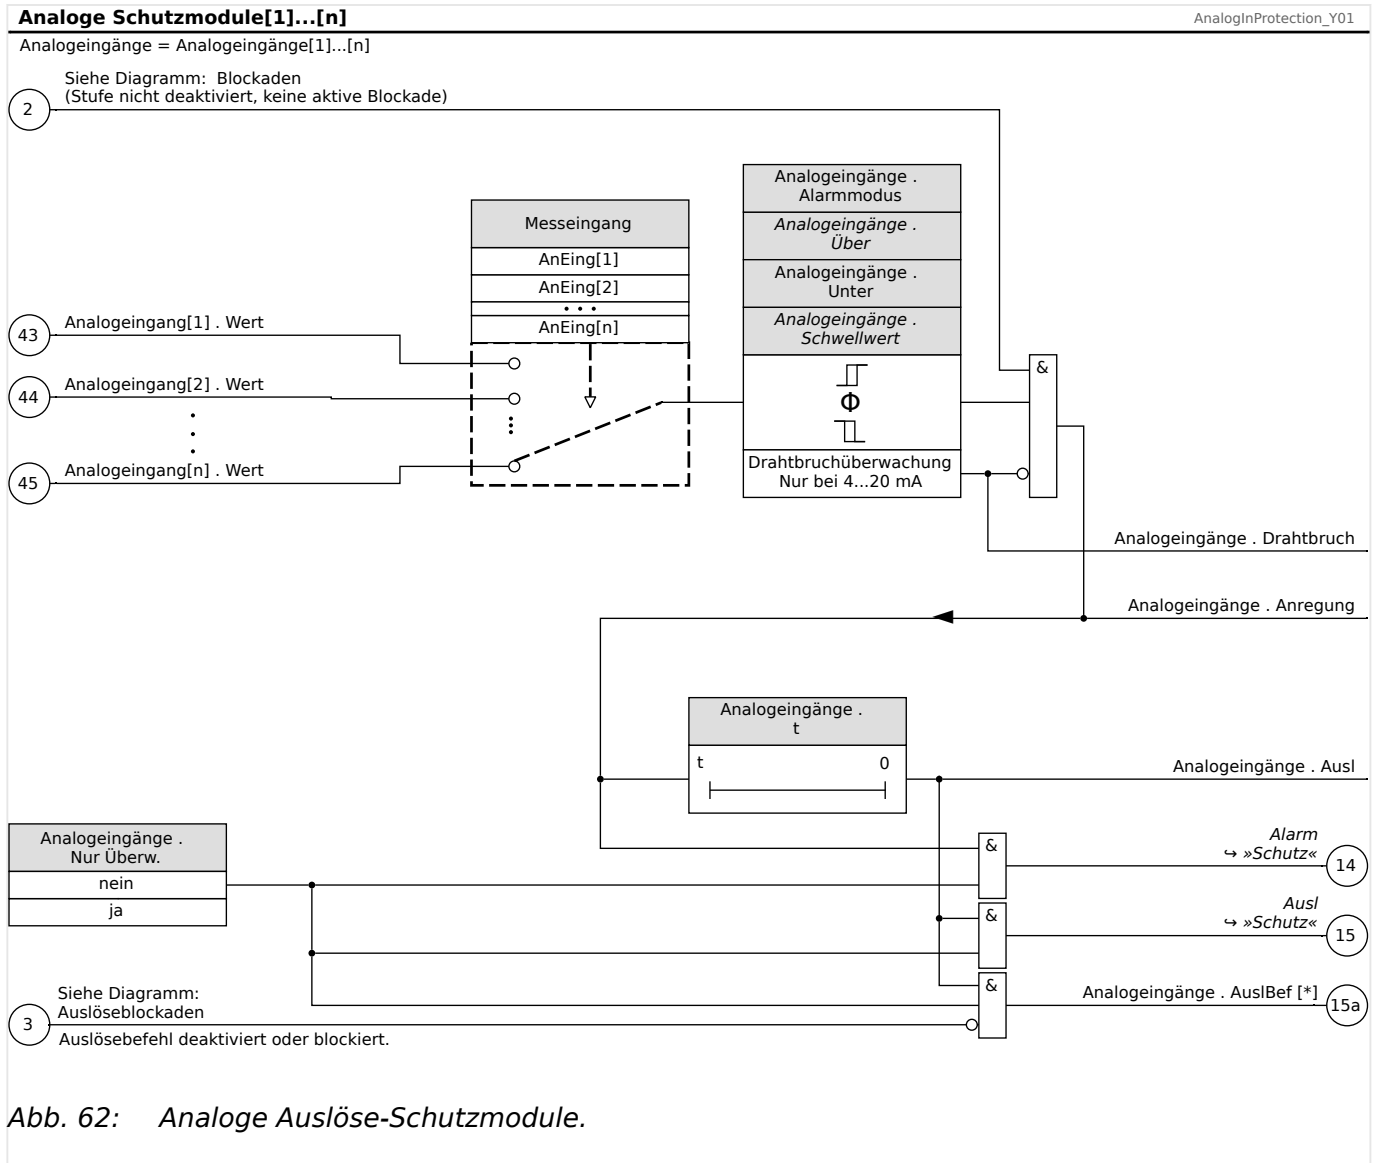 Analoge Schutzmodule[1]...[n]
AnalogInProtection_Y01
Analogeingänge = Analogeingänge[1]...[n]
Siehe Diagramm: Blockaden
(Stufe nicht deaktiviert, keine aktive Blockade)
2
Analogeingänge .
Alarmmodus
Analogeingänge .
Über
Analogeingänge .
Unter
Analogeingänge .
Schwellwert
Φ
Drahtbruchüberwachung
Nur bei 4...20 mA
Messeingang
AnEing[1]
AnEing[2]
• • •
AnEing[n]
43
Analogeingang[1] . Wert
44
Analogeingang[2] . Wert
45
Analogeingang[n] . Wert
&
Analogeingänge . Drahtbruch
Analogeingänge . Anregung
Analogeingänge .
t
t 0
Analogeingänge . Ausl
Analogeingänge .
Nur Überw.
nein
ja
&
Alarm
↪ »Schutz«
14
&
Ausl
↪ »Schutz«
15
&
Analogeingänge . AuslBef [*]
15a
Siehe Diagramm:
Auslöseblockaden
3
Auslösebefehl deaktiviert oder blockiert.
Abb. 62: Analoge Auslöse-Schutzmodule.